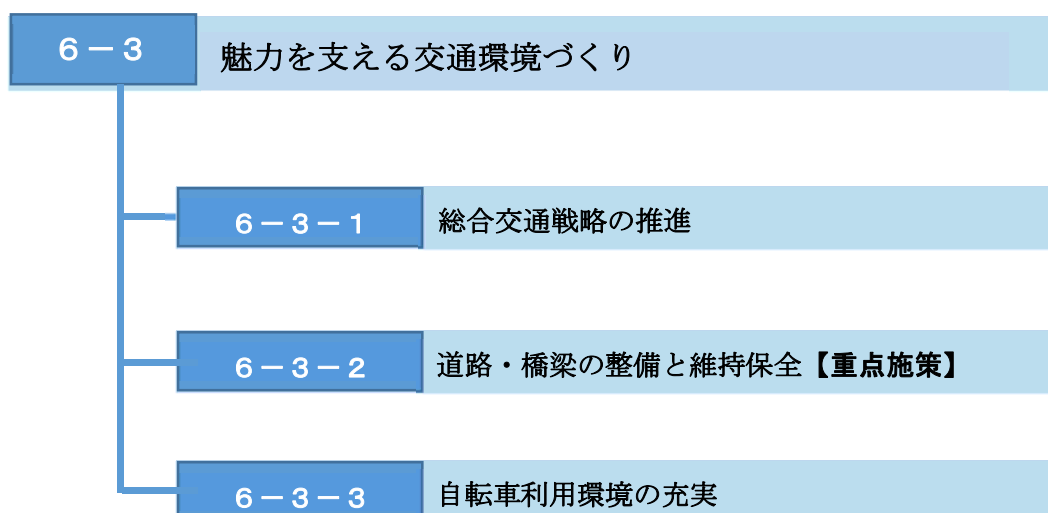 ６－３ 魅力を支える交通環境づくり
６－３－１ 総合交通戦略の推進
６－３－２ 道路・橋梁の整備と維持保全【重点施策】
６－３－３ 自転車利用環境の充実